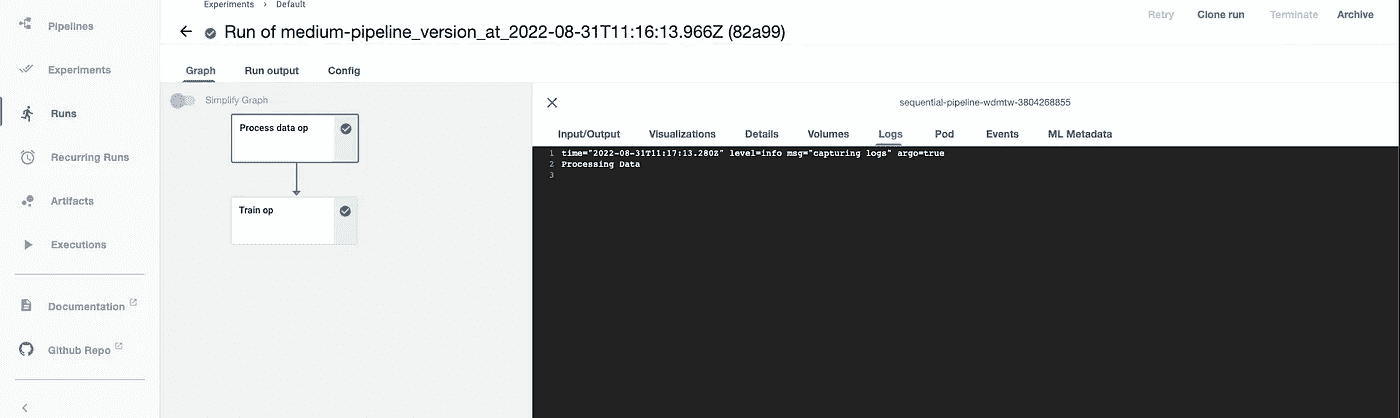 Pipelines
Experiments
Runs
Recurring Runs
Artifacts
Executions
Documentation
Github Repo
Experiments › Default
Run of medium-pipeline_version_at_2022-08-31T11:16:13.966Z (82a99)
Retry Clone run Terminate Archive
Graph Run output Config
Simplify Graph
Process data op
Train op
sequential-pipeline-wdmtw-3804268855
Input/Output Visualizations Details Volumes Logs Pod Events ML Metadata
1 time="2022-08-31T11:17:13.280Z" level=info msg="capturing logs" argo=true
2 Processing Data
3